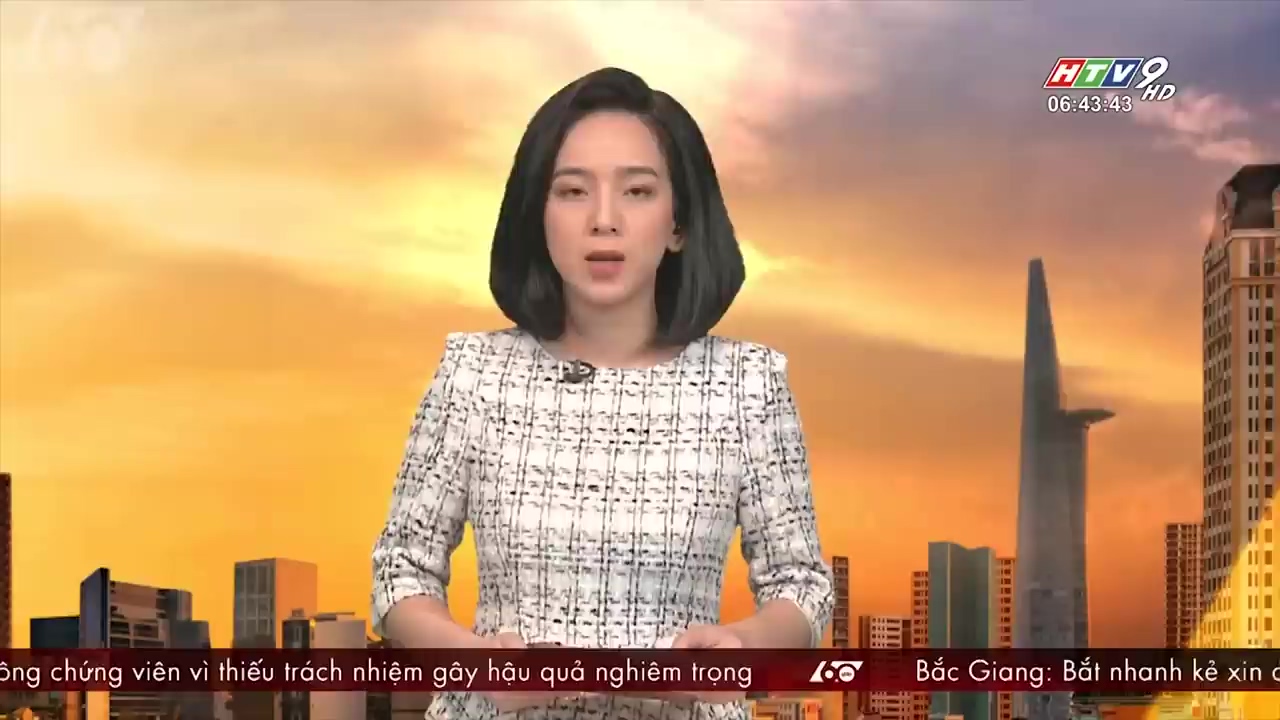 HTV9
HD
06:43:43
ông chứng viên vì thiếu trách nhiệm gây hậu quả nghiêm trọng 60 Bắc Giang: Bắt nhanh kẻ xin